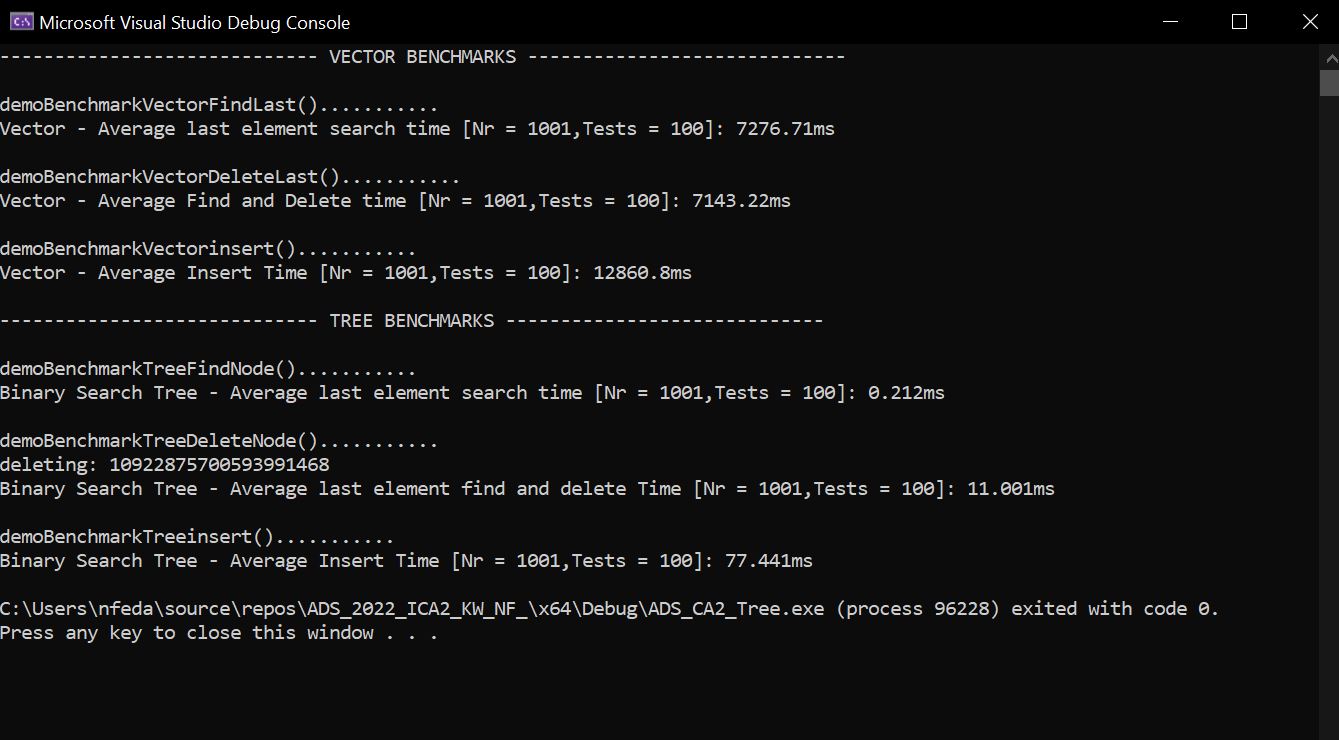 Microsoft Visual Studio Debug Console
----------------------------- VECTOR BENCHMARKS -----------------------------
demoBenchmarkVectorFindLast()...........
Vector - Average last element search time [Nr = 1001,Tests = 100]: 7276.71ms
demoBenchmarkVectorDeleteLast()...........
Vector - Average Find and Delete time [Nr = 1001,Tests = 100]: 7143.22ms
demoBenchmarkVectorinsert()...........
Vector - Average Insert Time [Nr = 1001,Tests = 100]: 12860.8ms
----------------------------- TREE BENCHMARKS -----------------------------
demoBenchmarkTreeFindNode()...........
Binary Search Tree - Average last element search time [Nr = 1001,Tests = 100]: 0.212ms
demoBenchmarkTreeDeleteNode()...........
deleting: 10922875700593991468
Binary Search Tree - Average last element find and delete Time [Nr = 1001,Tests = 100]: 11.001ms
demoBenchmarkTreeinsert()...........
Binary Search Tree - Average Insert Time [Nr = 1001,Tests = 100]: 77.441ms
C:\Users\nfeda\source\repos\ADS_2022_ICA2_KW_NF_\x64\Debug\ADS_CA2_Tree.exe (process 96228) exited with code 0.
Press any key to close this window . . .